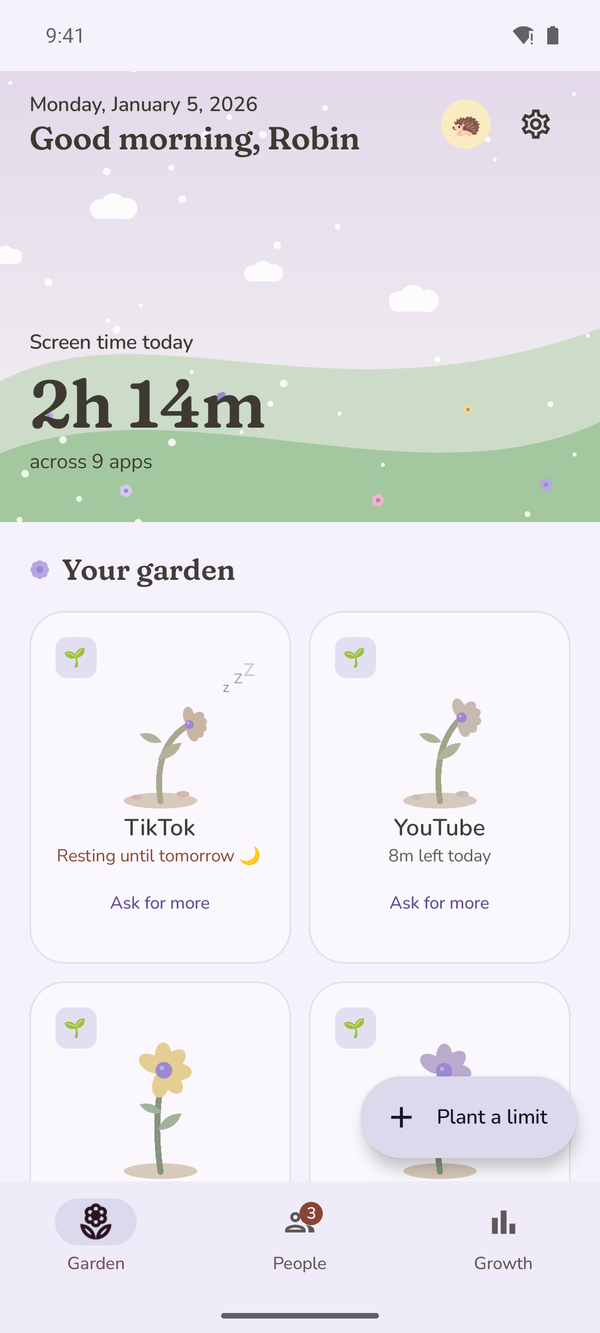 9:41
Monday, January 5, 2026
Good morning, Robin
Screen time today
2h 14m
across 9 apps
Your garden
z z Z
TikTok
Resting until tomorrow 🌙
Ask for more
YouTube
8m left today
Ask for more
Plant a limit
Garden
3
People
Growth